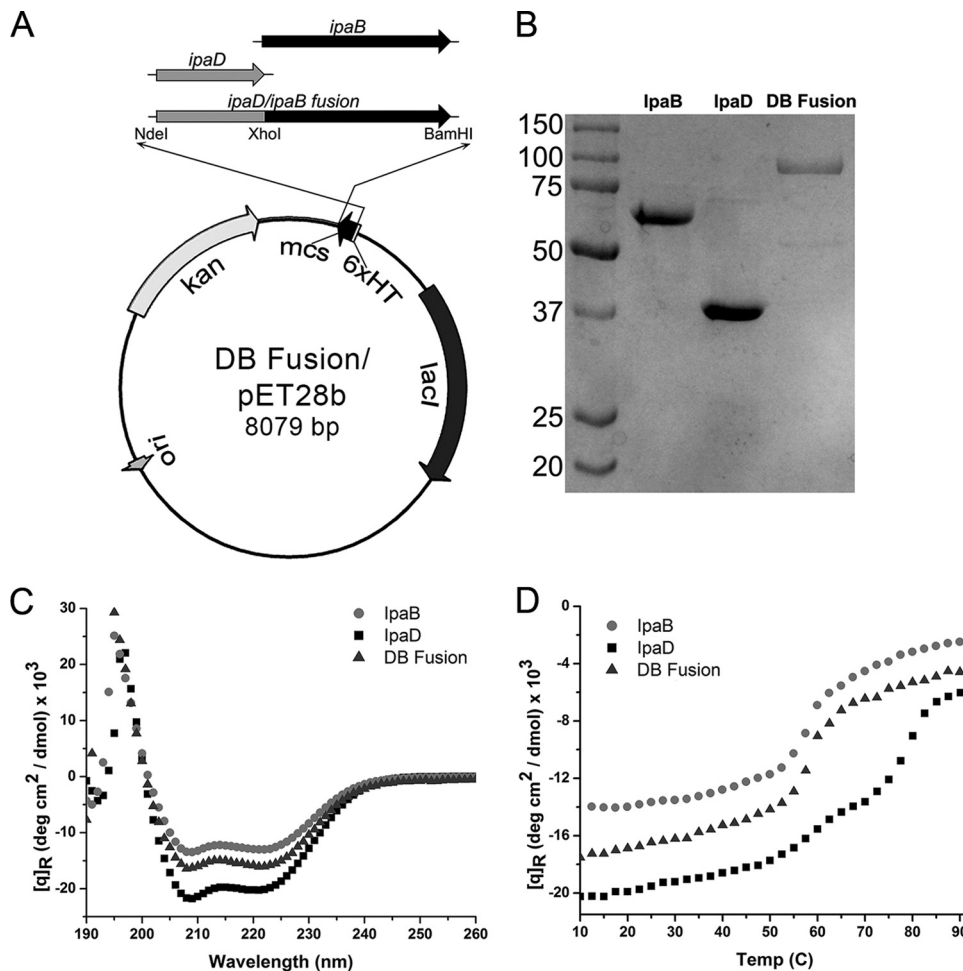 A
ipaB
ipaD
ipaD/ipaB fusion
NdeI
XhoI
BamHI
kan
mcs
6xHT
lacI
ori
DB Fusion/
pET28b
8079 bp
B
IpaB IpaD DB Fusion
150
100
75
50
37
25
20
C
IpaB
IpaD
DB Fusion
[q]R (deg cm2 / dmol) x 103
30
20
10
0
-10
-20
190 200 210 220 230 240 250 260
Wavelength (nm)
D
IpaB
IpaD
DB Fusion
[q]R (deg cm2 / dmol) x 103
0
-4
-8
-12
-16
-20
10 20 30 40 50 60 70 80 90
Temp (C)